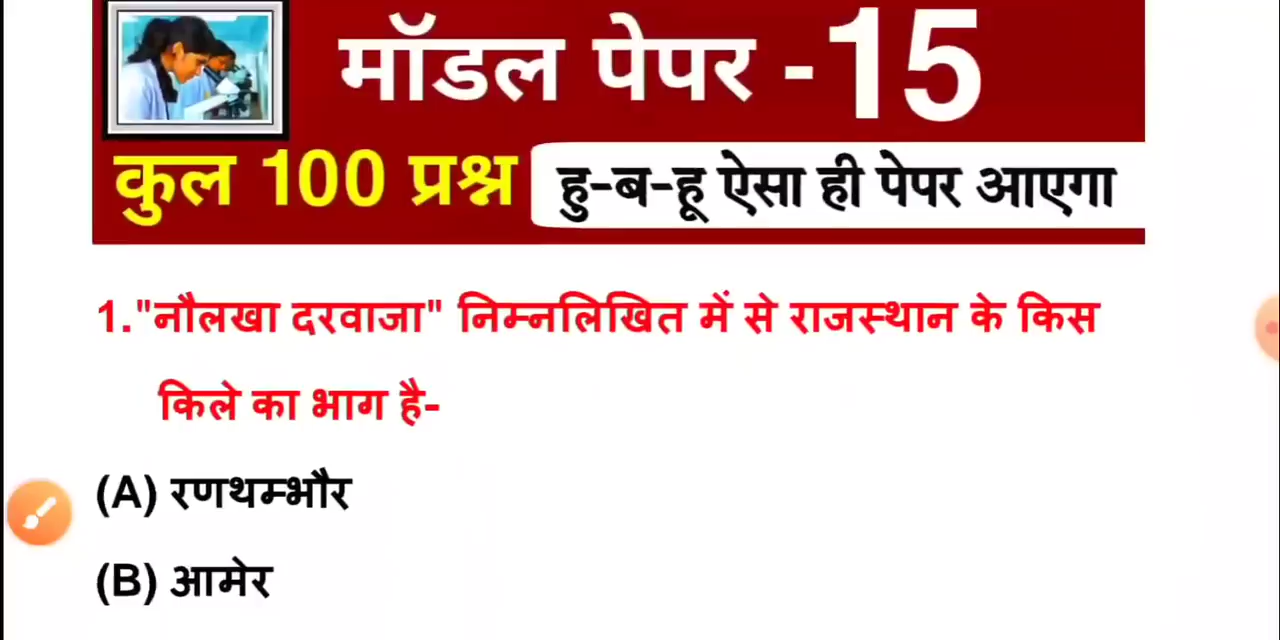 मॉडल पेपर -15
कुल 100 प्रश्न हु-ब-हू ऐसा ही पेपर आएगा
1."नौलखा दरवाजा" निम्नलिखित में से राजस्थान के किस
किले का भाग है-
(A) रणथम्भौर
(B) आमेर